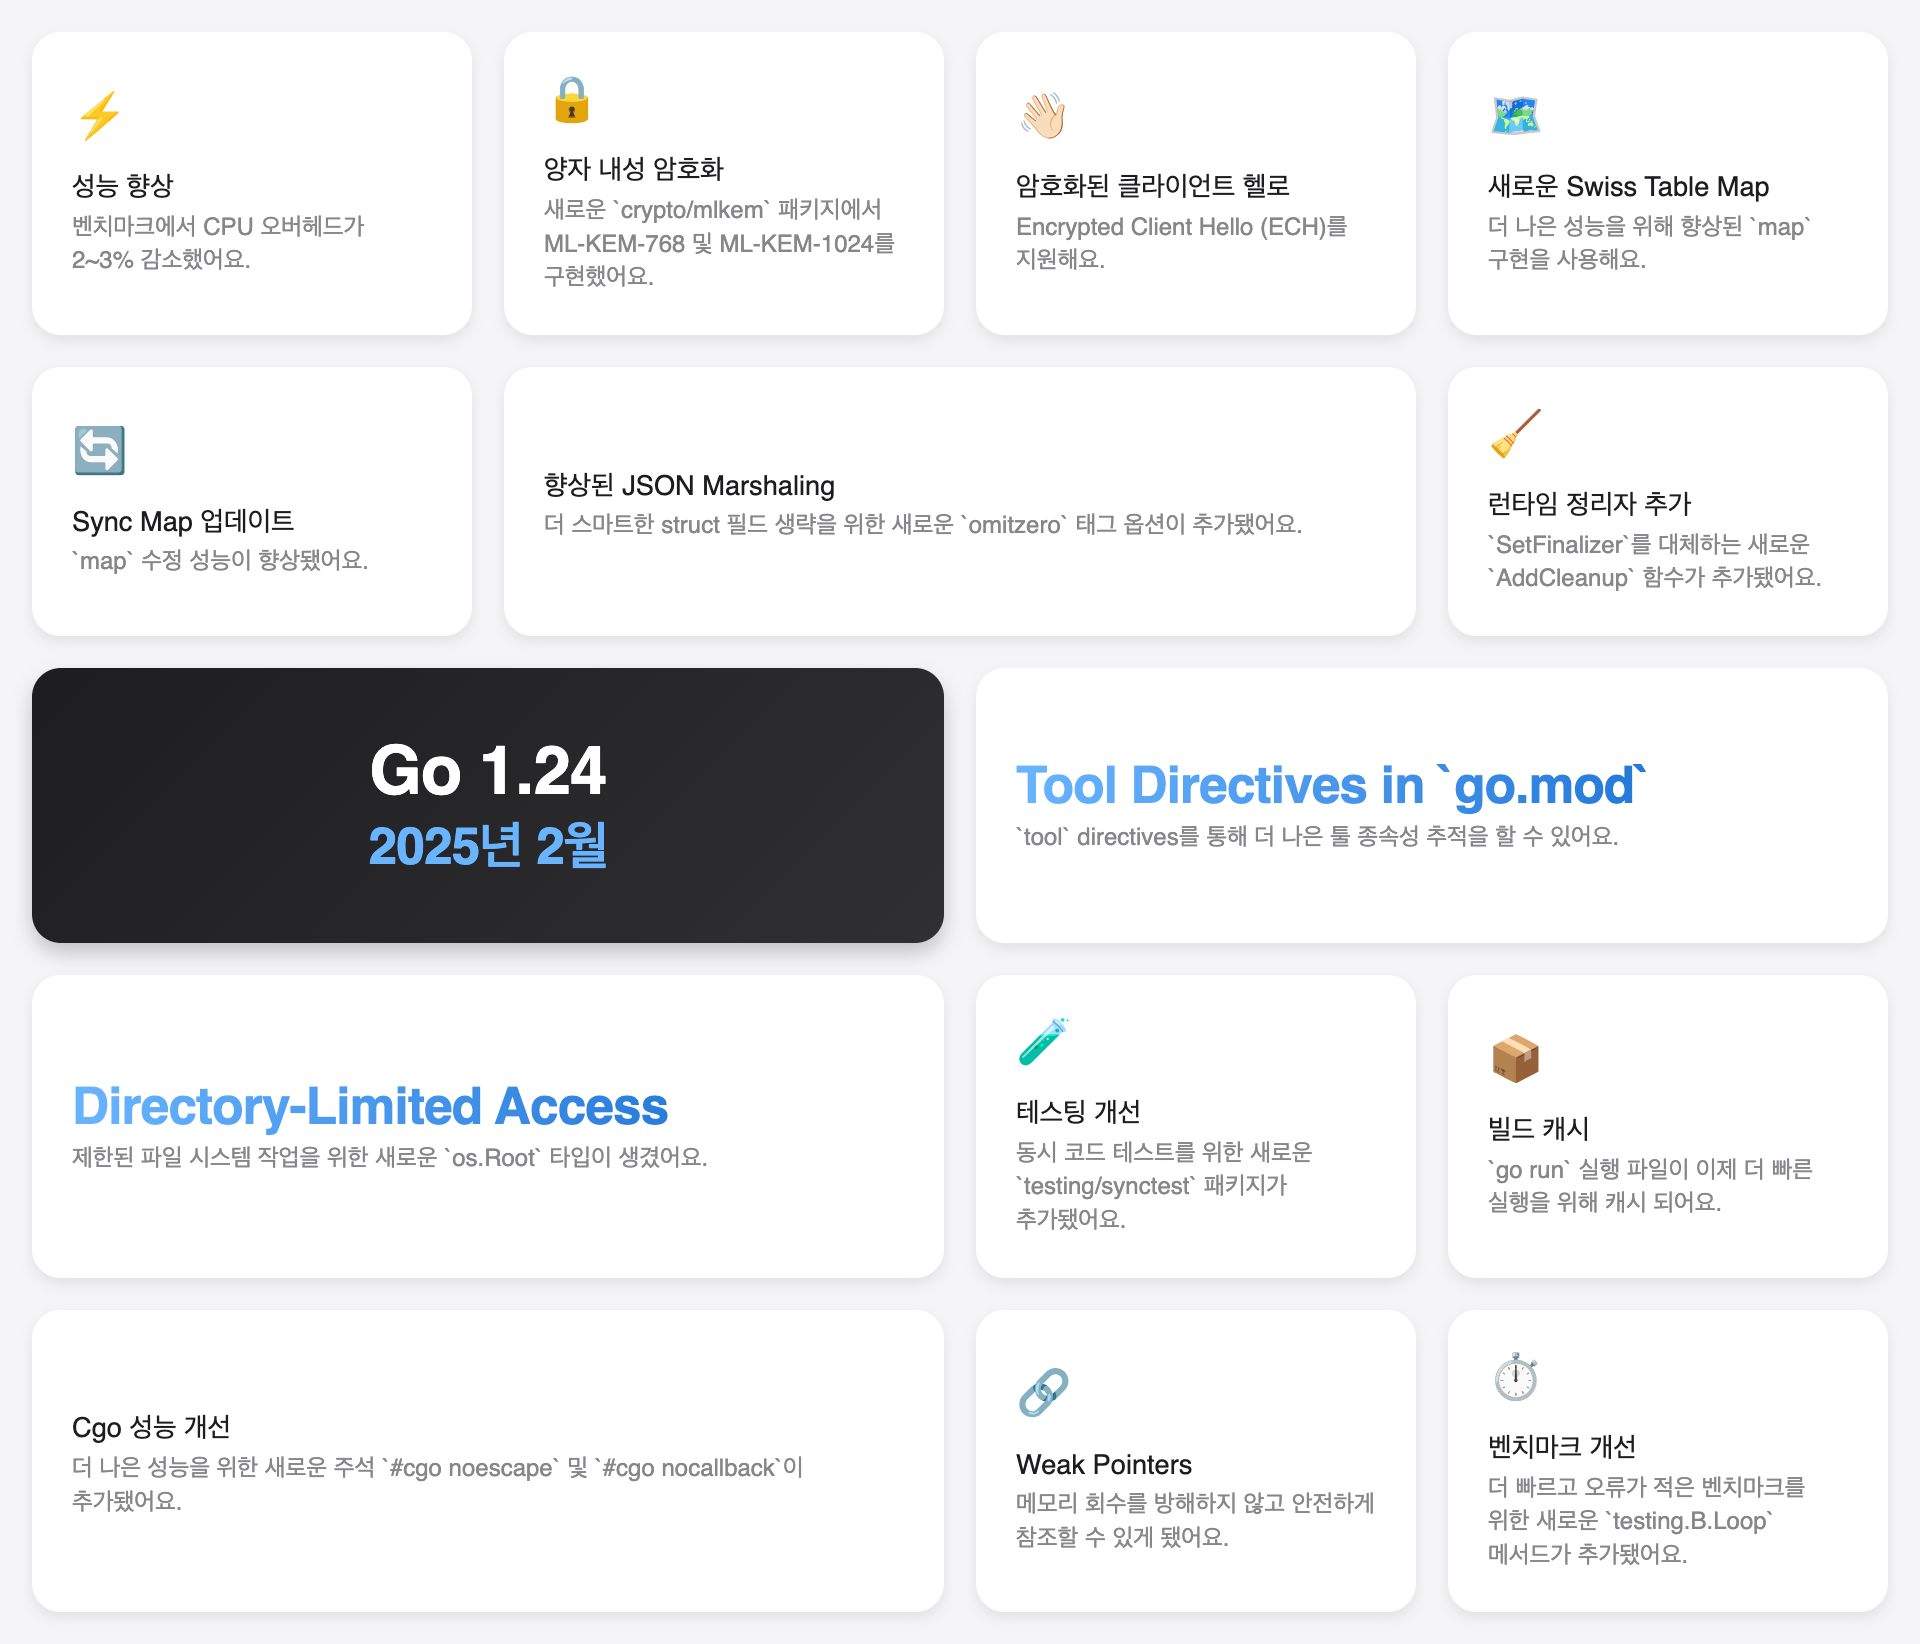 성능 향상
벤치마크에서 CPU 오버헤드가
2~3% 감소했어요.
양자 내성 암호화
새로운 `crypto/mlkem` 패키지에서
ML-KEM-768 및 ML-KEM-1024를
구현했어요.
암호화된 클라이언트 헬로
Encrypted Client Hello (ECH)를
지원해요.
새로운 Swiss Table Map
더 나은 성능을 위해 향상된 `map`
구현을 사용해요.
Sync Map 업데이트
`map` 수정 성능이 향상됐어요.
향상된 JSON Marshaling
더 스마트한 struct 필드 생략을 위한 새로운 `omitzero` 태그 옵션이 추가됐어요.
런타임 정리자 추가
`SetFinalizer`를 대체하는 새로운
`AddCleanup` 함수가 추가됐어요.
Go 1.24
2025년 2월
Tool Directives in `go.mod`
`tool` directives를 통해 더 나은 툴 종속성 추적을 할 수 있어요.
Directory-Limited Access
제한된 파일 시스템 작업을 위한 새로운 `os.Root` 타입이 생겼어요.
테스팅 개선
동시 코드 테스트를 위한 새로운
`testing/synctest` 패키지가
추가됐어요.
빌드 캐시
`go run` 실행 파일이 이제 더 빠른
실행을 위해 캐시 되어요.
Cgo 성능 개선
더 나은 성능을 위한 새로운 주석 `#cgo noescape` 및 `#cgo nocallback`이
추가됐어요.
Weak Pointers
메모리 회수를 방해하지 않고 안전하게
참조할 수 있게 됐어요.
벤치마크 개선
더 빠르고 오류가 적은 벤치마크를
위한 새로운 `testing.B.Loop`
메서드가 추가됐어요.